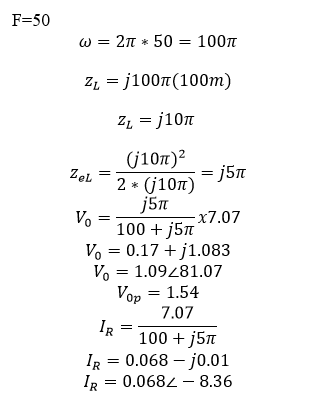 F=50
ω = 2π * 50 = 100π
z_L = j100π(100m)
z_L = j10π
z_eL = (j10π)² / (2 * (j10π)) = j5π
V_0 = j5π / (100 + j5π) x7.07
V_0 = 0.17 + j1.083
V_0 = 1.09∠81.07
V_0p = 1.54
I_R = 7.07 / (100 + j5π)
I_R = 0.068 − j0.01
I_R = 0.068∠ − 8.36